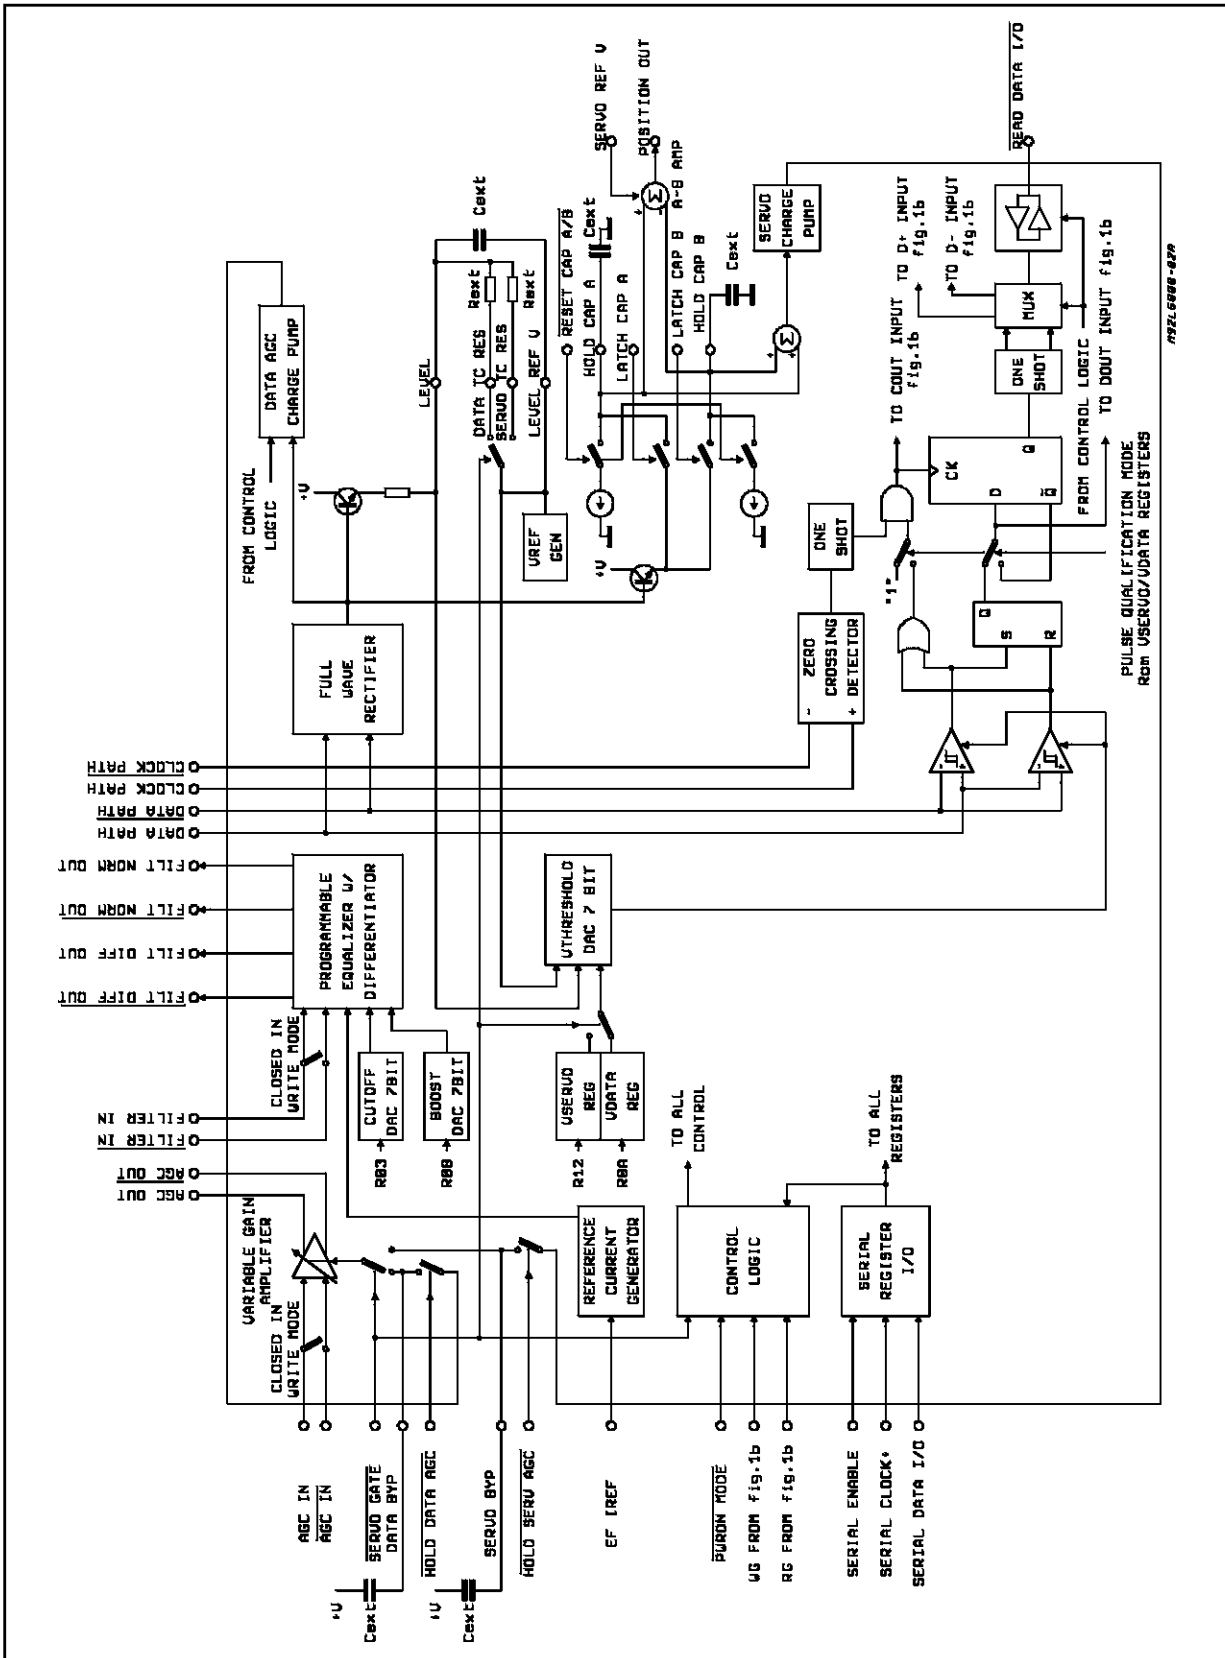 AGC OUT
AGC OUT
FILTER IN
FILTER IN
FILT DIFF OUT
FILT DIFF OUT
FILT NORM OUT
FILT NORM OUT
DATA PATH
DATA PATH
CLOCK PATH
CLOCK PATH
AGC IN
AGC IN
CLOSED IN
WRITE MODE
VARIABLE GAIN
AMPLIFIER
CLOSED IN
WRITE MODE
PROGRAMMABLE
EQUALIZER W/
DIFFERENTIATOR
FULL
WAVE
RECTIFIER
FROM CONTROL
LOGIC
DATA AGC
CHARGE PUMP
+V
+V
Cext
SERVO GATE
DATA BYP
HOLD DATA AGC
R03
CUTOFF
DAC 7BIT
R08
BOOST
DAC 7BIT
LEVEL
DATA TC RES
SERVO TC RES
LEVEL REF V
Rext
Rext
Cext
+V
Cext
SERVO BYP
HOLD SERV AGC
EF IREF
REFERENCE
CURRENT
GENERATOR
R12
R0A
VSERVO
REG
VDATA
REG
VTHRESHOLD
DAC 7 BIT
VREF
GEN
+V
RESET CAP A/B
HOLD CAP A
LATCH CAP A
LATCH CAP B
HOLD CAP B
Cext
Cext
SERVO REF V
POSITION OUT
A-B AMP
Σ
+
-
Σ
+
-
SERVO
CHARGE
PUMP
PWRDN MODE
WG FROM fig.1b
RG FROM fig.1b
CONTROL
LOGIC
TO ALL
CONTROL
ZERO
CROSSING
DETECTOR
-
+
ONE
SHOT
SERIAL ENABLE
SERIAL CLOCK+
SERIAL DATA I/O
SERIAL
REGISTER
I/O
TO ALL
REGISTERS
"1"
S
R
Q
CK
D
Q
Q
TO COUT INPUT
fig.1b
TO D+ INPUT
fig.1b
TO D- INPUT
fig.1b
ONE
SHOT
MUX
READ DATA I/O
FROM CONTROL LOGIC
TO DOUT INPUT fig.1b
PULSE QUALIFICATION MODE
Rom VSERVO/VDATA REGISTERS